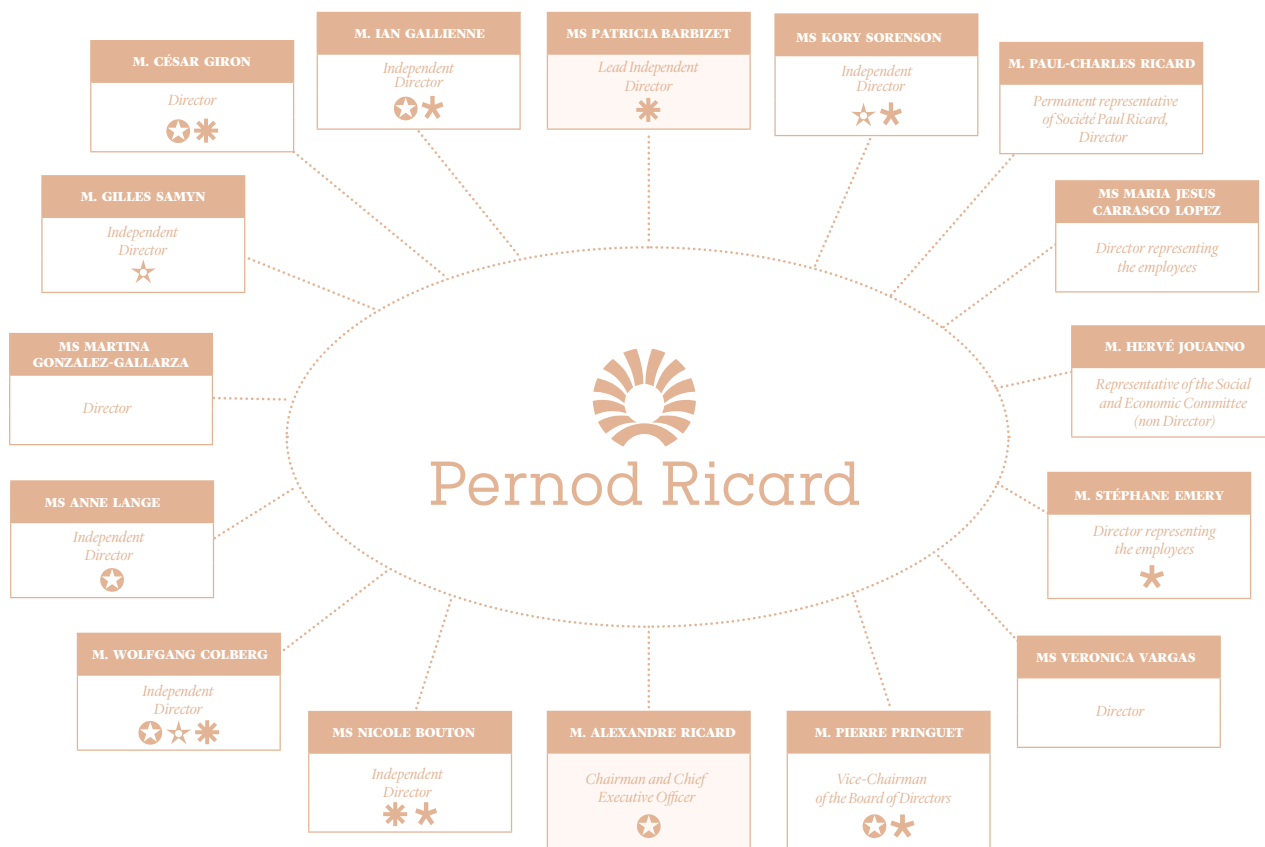 M. IAN GALLIENNE
Independent
Director
MS PATRICIA BARBIZET
Lead Independent
Director
MS KORY SORENSON
Independent
Director
M. CÉSAR GIRON
Director
M. PAUL-CHARLES RICARD
Permanent representative
of Société Paul Ricard,
Director
M. GILLES SAMYN
Independent
Director
MS MARIA JESUS
CARRASCO LOPEZ
Director representing
the employees
MS MARTINA
GONZALEZ-GALLARZA
Director
M. HERVÉ JOUANNO
Representative of the Social
and Economic Committee
(non Director)
Pernod Ricard
MS ANNE LANGE
Independent
Director
M. STÉPHANE EMERY
Director representing
the employees
M. WOLFGANG COLBERG
Independent
Director
MS VERONICA VARGAS
Director
MS NICOLE BOUTON
Independent
Director
M. ALEXANDRE RICARD
Chairman and Chief
Executive Officer
M. PIERRE PRINGUET
Vice-Chairman
of the Board of Directors